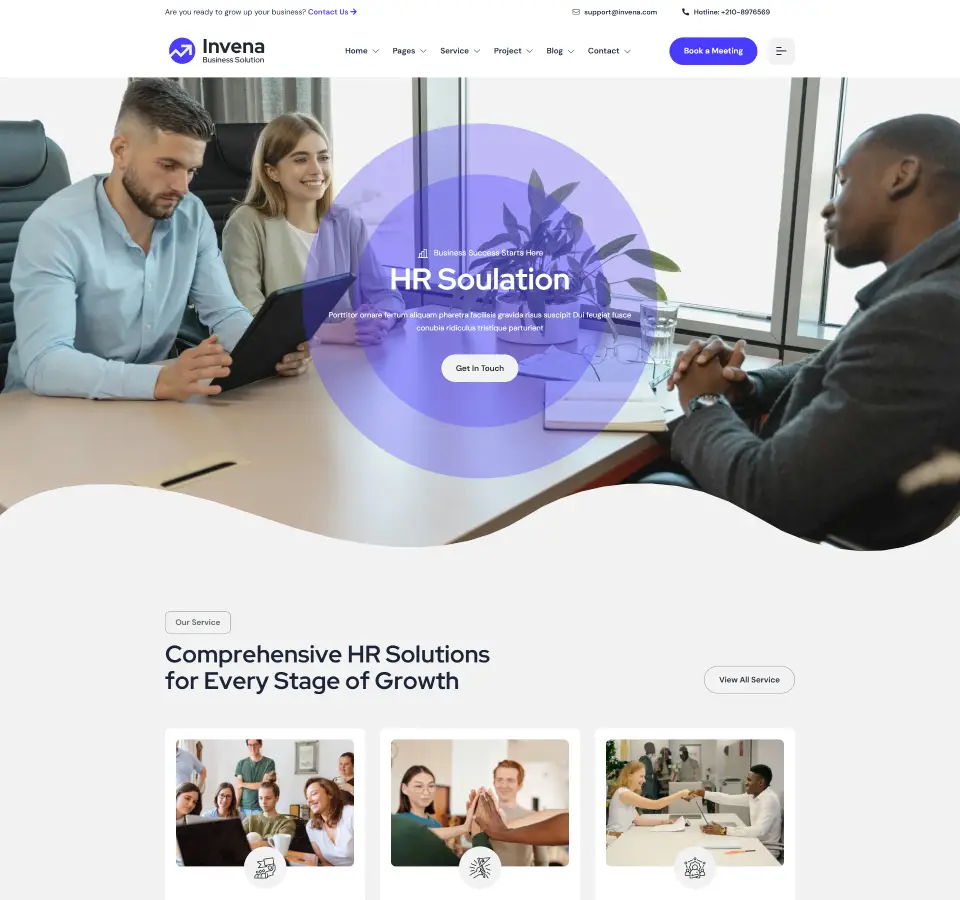 Are you ready to grow up your business? Contact Us
support@invena.com
Hotline: +210-8976569
Invena
Business Solution
Home
Pages
Service
Project
Blog
Contact
Book a Meeting
Business Success Starts Here
HR Soulation
Porttitor ornare fertum aliquam pharetra facilisis gravida risus suscipit Dui feugiat fusce
conubia ridiculus tristique parturient
Get In Touch
Our Service
Comprehensive HR Solutions
for Every Stage of Growth
View All Service